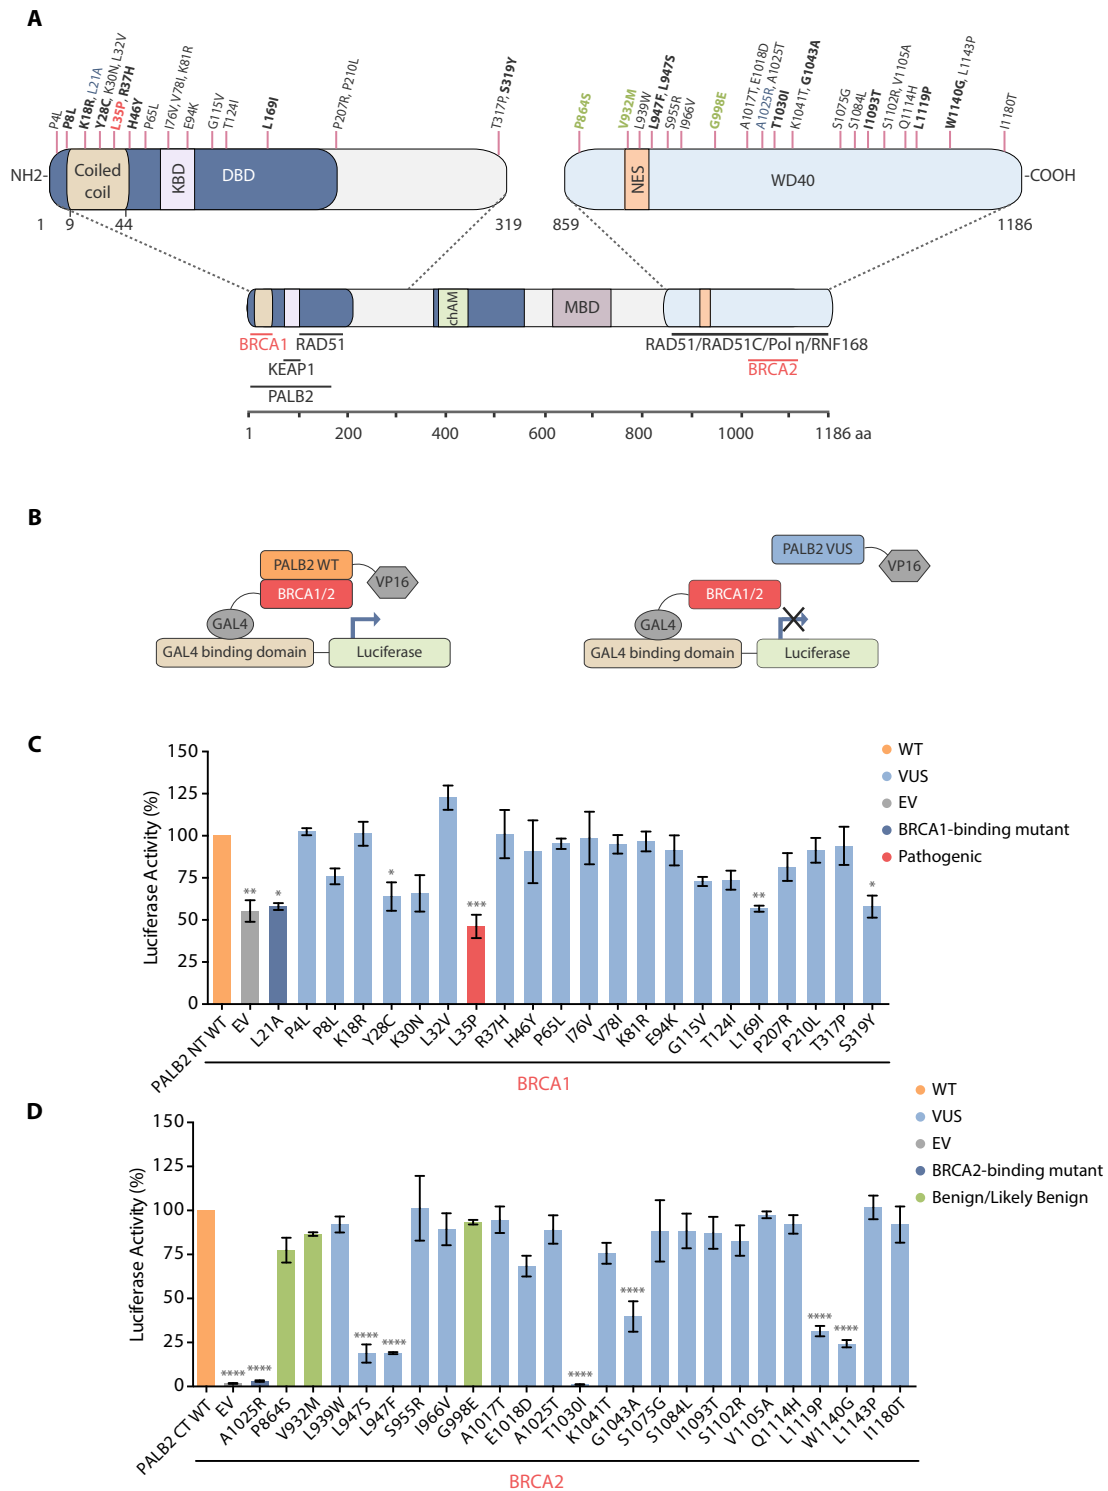 A
P4L
P8L
K18R, L21A
Y28C, K30N, L32V
L35P, R37H
H46Y
P65L
I76V, V78I, K81R
E94K
G115V
T124I
L169I
P207R, P210L
T317P, S319Y
P864S
V932M
L939W
L947F, L947S
S955R
I966V
G998E
A1017T, E1018D
A1025R, A1025T
T1030I
K1041T, G1043A
S1075G
S1084L
I1093T
S1102R, V1105A
Q1114H
L1119P
W1140G, L1143P
I1180T
NH2- Coiled coil KBD DBD NES WD40 -COOH
1 9 44 319 859 1186
chAM MBD
BRCA1 RAD51 RAD51/RAD51C/Pol η/RNF168
KEAP1 BRCA2
PALB2
1 200 400 600 800 1000 1186 aa
B
PALB2 WT
VP16
BRCA1/2
GAL4
GAL4 binding domain Luciferase
PALB2 VUS
VP16
BRCA1/2
GAL4
GAL4 binding domain Luciferase
C
Luciferase Activity (%)
150
125
100
75
50
25
0
** * * *** ** *
WT
VUS
EV
BRCA1-binding mutant
Pathogenic
PALB2 NT WT
EV
L21A
P4L
P8L
K18R
Y28C
K30N
L32V
L35P
R37H
H46Y
P65L
I76V
V78I
K81R
E94K
G115V
T124I
L169I
P207R
P210L
T317P
S319Y
BRCA1
D
Luciferase Activity (%)
150
125
100
75
50
25
0
**** **** **** **** **** **** **** ****
WT
VUS
EV
BRCA2-binding mutant
Benign/Likely Benign
PALB2 CT WT
EV
A1025R
P864S
V932M
L939W
L947S
L947F
S955R
I966V
G998E
A1017T
E1018D
A1025T
T1030I
K1041T
G1043A
S1075G
S1084L
I1093T
S1102R
V1105A
Q1114H
L1119P
W1140G
L1143P
I1180T
BRCA2